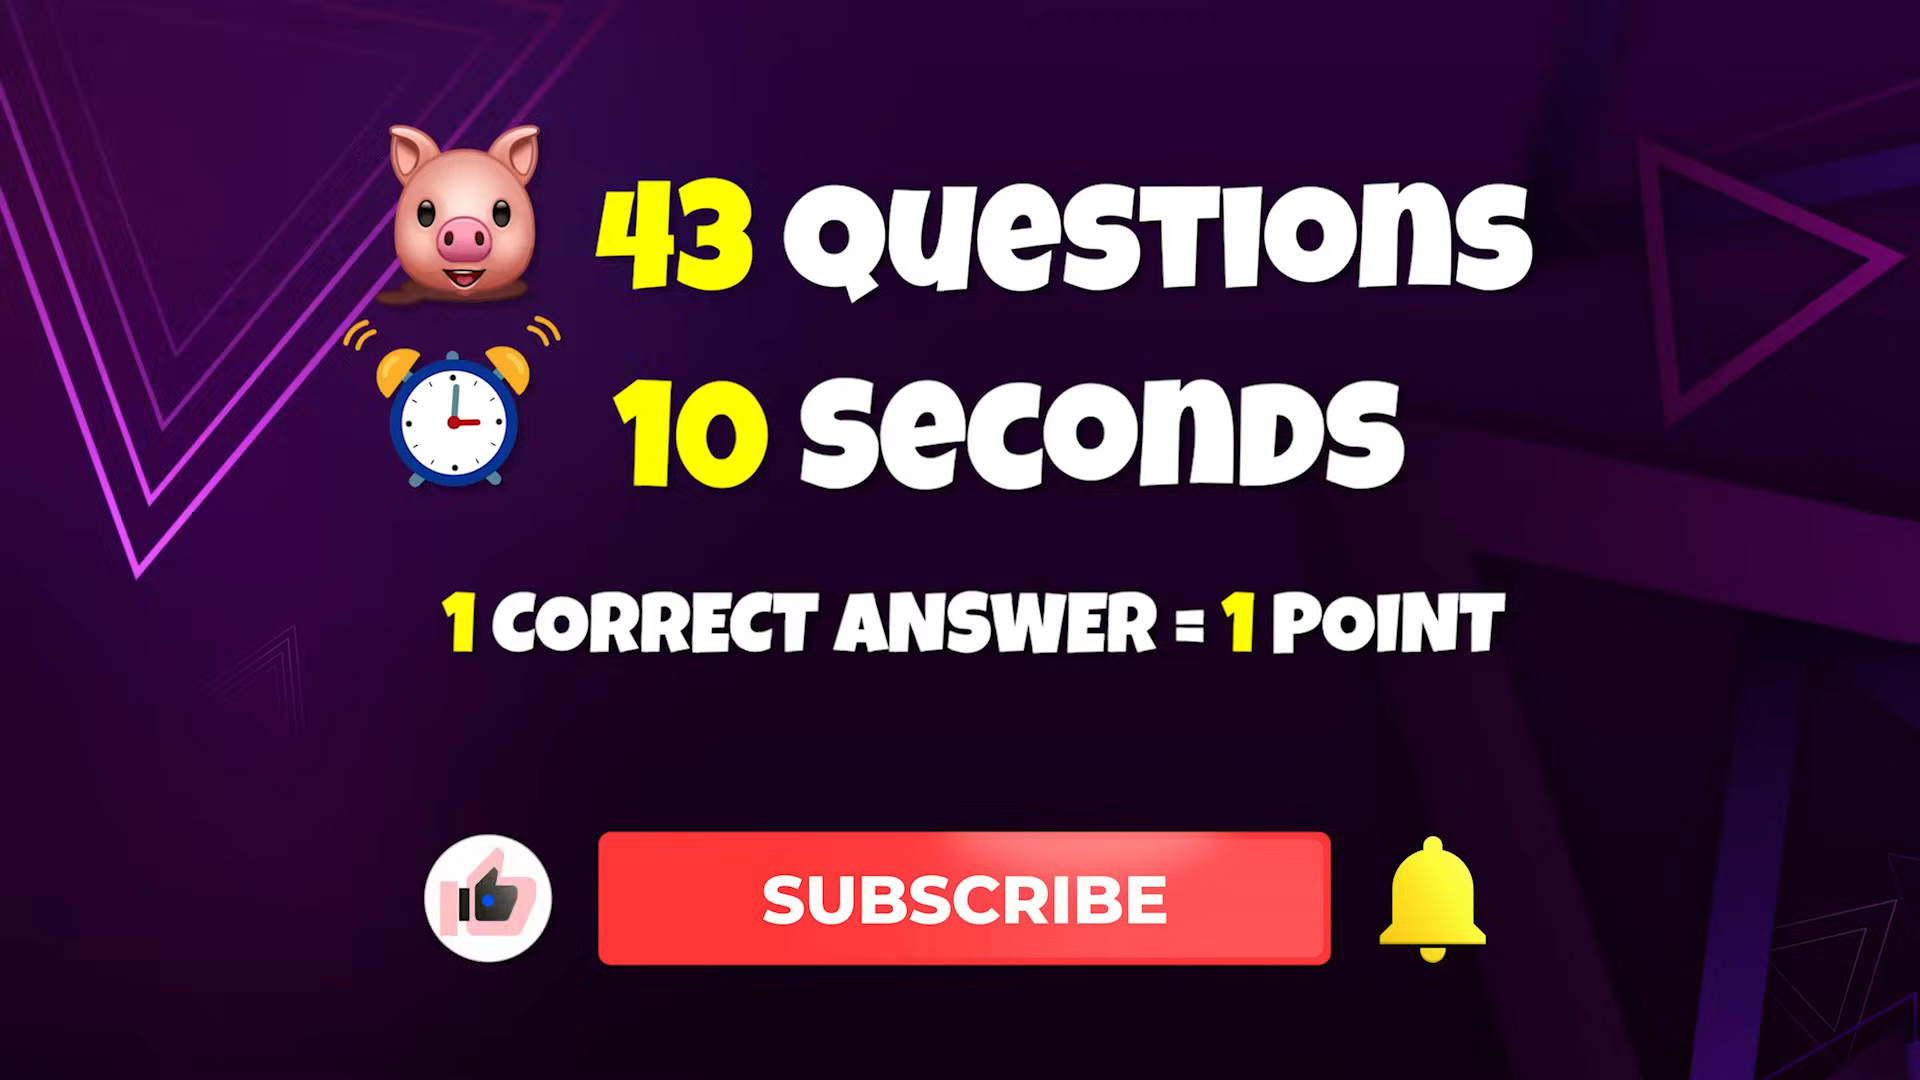 43 QUESTIONS
10 SECONDS
1 CORRECT ANSWER = 1 POINT
SUBSCRIBE